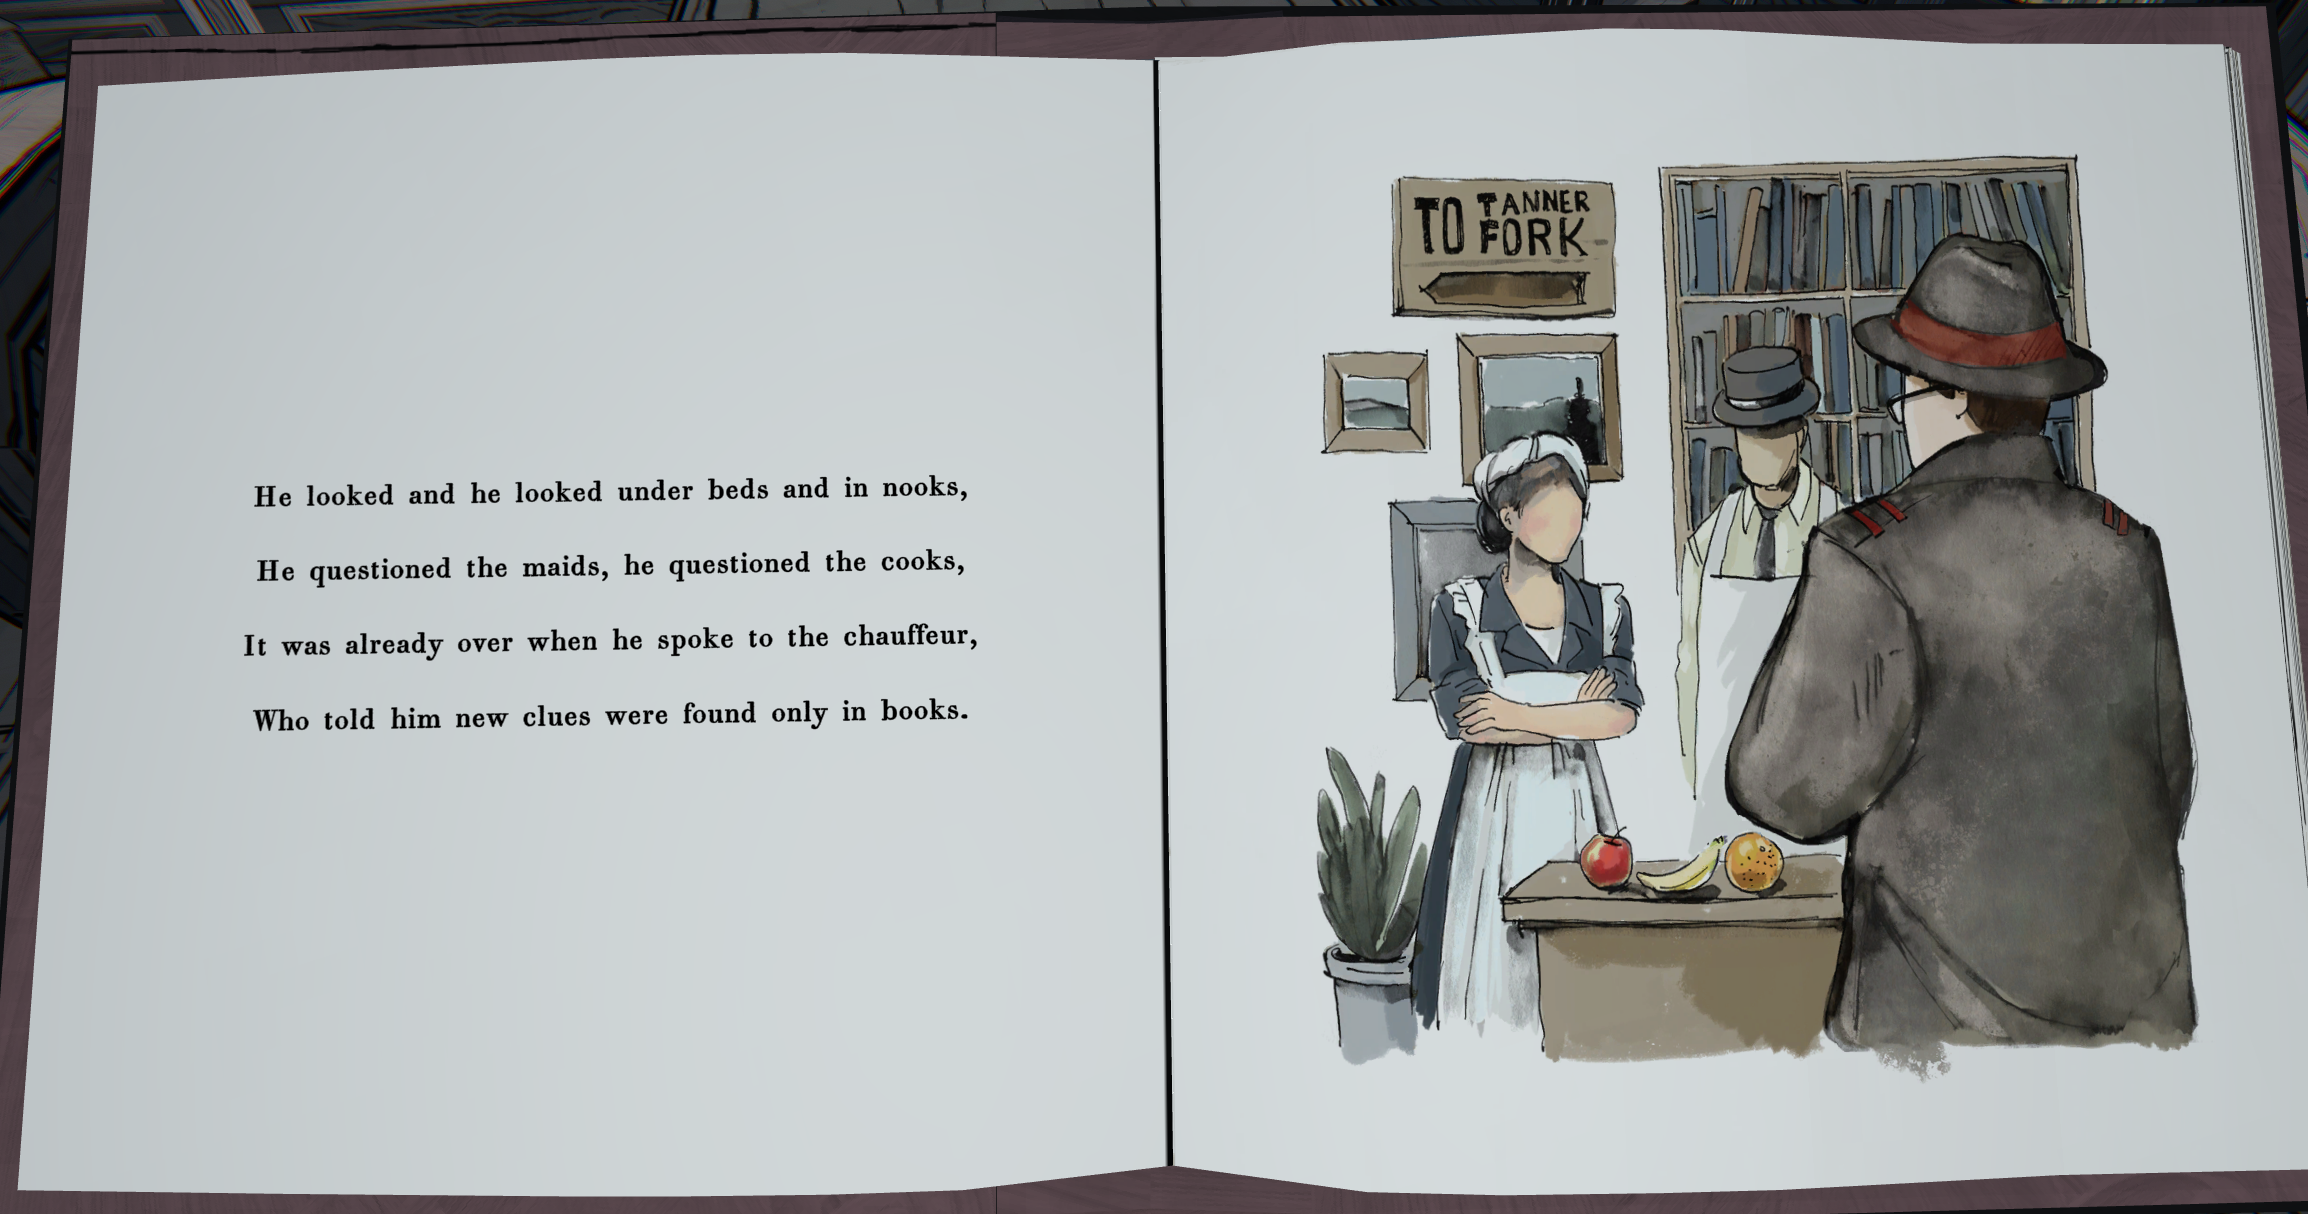 He looked and he looked under beds and in nooks,
He questioned the maids, he questioned the cooks,
It was already over when he spoke to the chauffeur,
Who told him new clues were found only in books.
TO TANNER
FORK